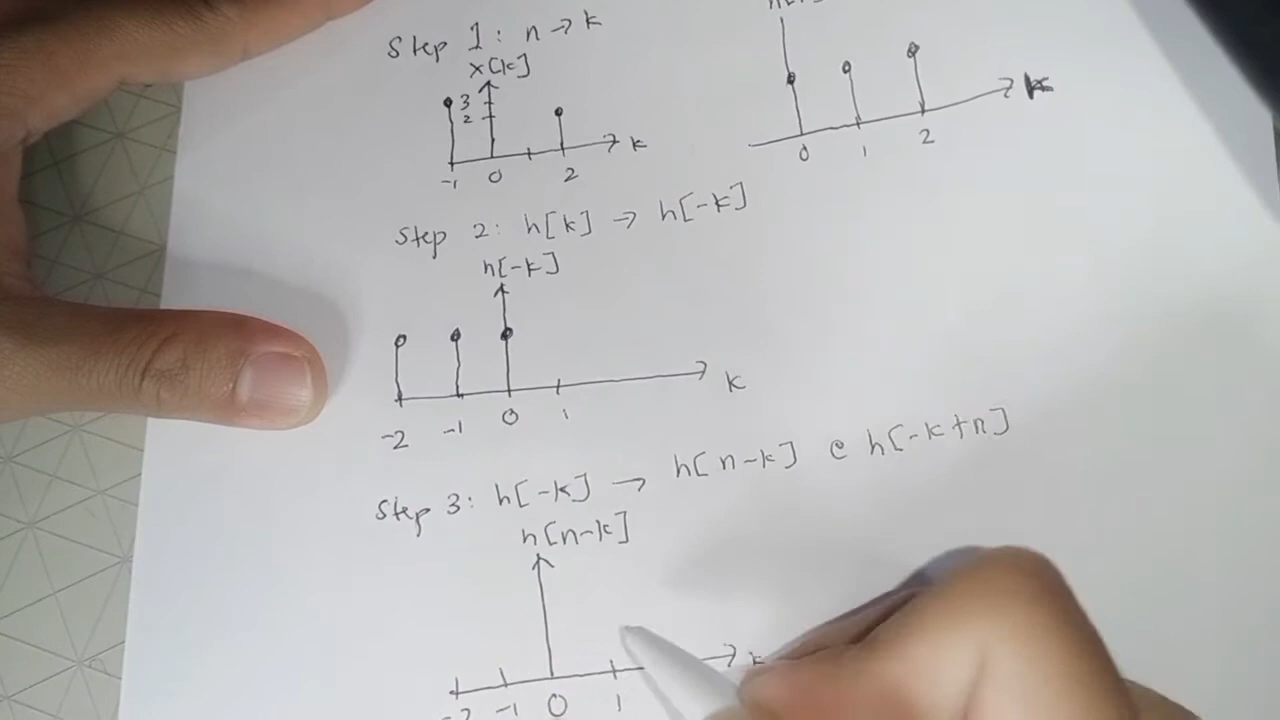 Step 1: n → k
x[k]
3
2
k
-1 0 2
k
0 1 2
Step 2: h[k] → h[-k]
h[-k]
k
-2 -1 0 1
Step 3: h[-k] → h[n-k] @ h[-k+n]
h[n-k]
k
-2 -1 0 1